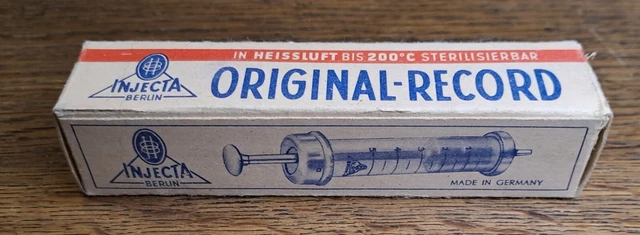 IN HEISSLUFT BIS 200°C STERILISIERBAR
INJECTA
BERLIN
ORIGINAL-RECORD
INJECTA
BERLIN
MADE IN GERMANY